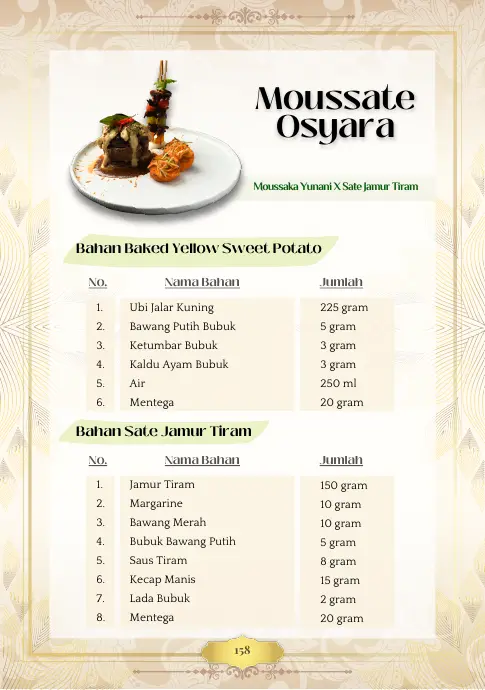 Moussate
Osyara
Moussaka Yunani X Sate Jamur Tiram
Bahan Baked Yellow Sweet Potato
No. Nama Bahan Jumlah
1. Ubi Jalar Kuning 225 gram
2. Bawang Putih Bubuk 5 gram
3. Ketumbar Bubuk 3 gram
4. Kaldu Ayam Bubuk 3 gram
5. Air 250 ml
6. Mentega 20 gram
Bahan Sate Jamur Tiram
No. Nama Bahan Jumlah
1. Jamur Tiram 150 gram
2. Margarine 10 gram
3. Bawang Merah 10 gram
4. Bubuk Bawang Putih 5 gram
5. Saus Tiram 8 gram
6. Kecap Manis 15 gram
7. Lada Bubuk 2 gram
8. Mentega 20 gram
158